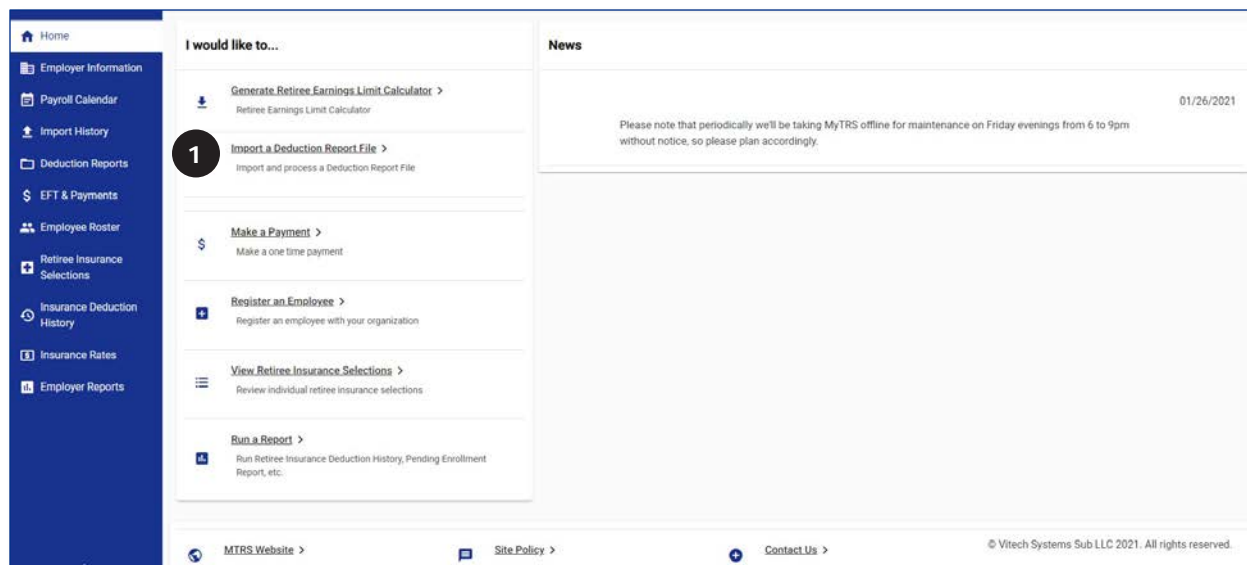 Home
Employer Information
Payroll Calendar
Import History
Deduction Reports
EFT & Payments
Employee Roster
Retiree Insurance
Selections
Insurance Deduction
History
Insurance Rates
Employer Reports
I would like to...
Generate Retiree Earnings Limit Calculator >
Retiree Earnings Limit Calculator
1
Import a Deduction Report File >
Import and process a Deduction Report File
Make a Payment >
Make a one time payment
Register an Employee >
Register an employee with your organization
View Retiree Insurance Selections >
Review individual retiree insurance selections
Run a Report >
Run Retiree Insurance Deduction History, Pending Enrollment
Report, etc.
News
01/26/2021
Please note that periodically we'll be taking MyTRS offline for maintenance on Friday evenings from 6 to 9pm
without notice, so please plan accordingly.
MTRS Website >
Site Policy >
Contact Us >
© Vitech Systems Sub LLC 2021. All rights reserved.